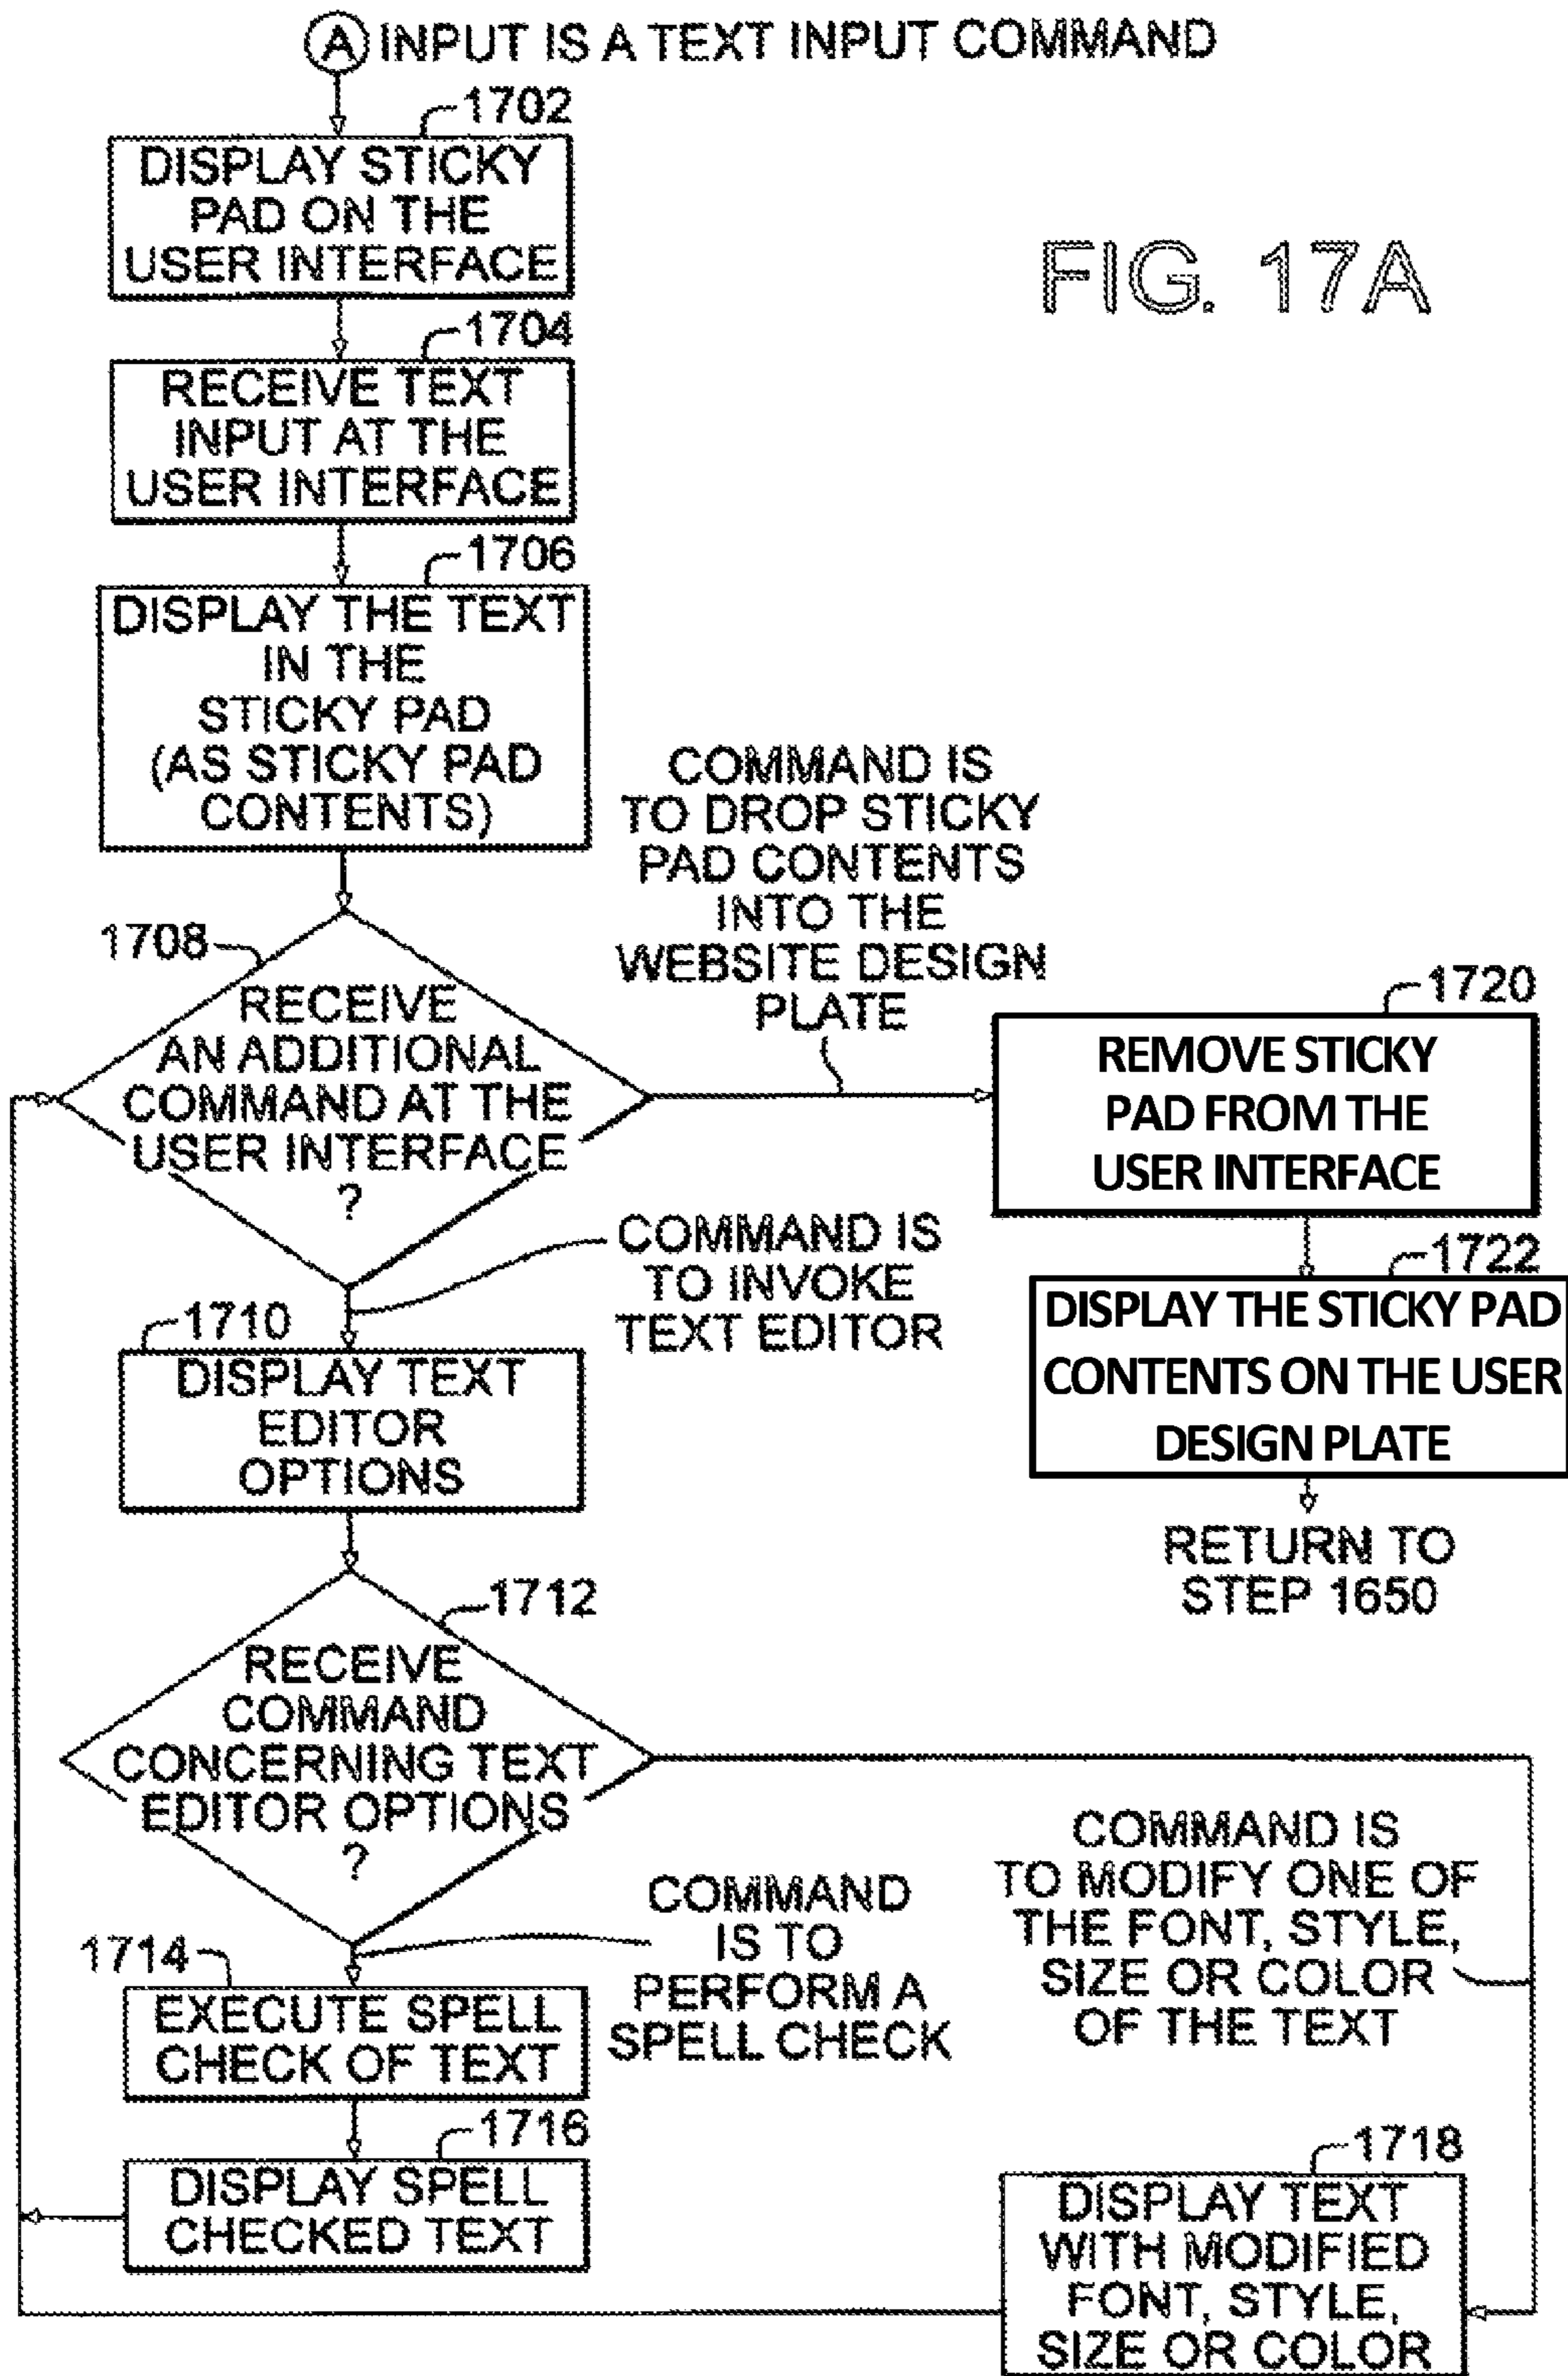 A INPUT IS A TEXT INPUT COMMAND
1702
DISPLAY STICKY
PAD ON THE
USER INTERFACE
FIG. 17A
1704
RECEIVE TEXT
INPUT AT THE
USER INTERFACE
1706
DISPLAY THE TEXT
IN THE
STICKY PAD
(AS STICKY PAD
CONTENTS)
COMMAND IS
TO DROP STICKY
PAD CONTENTS
INTO THE
WEBSITE DESIGN
PLATE
1708
RECEIVE
AN ADDITIONAL
COMMAND AT THE
USER INTERFACE
?
1720
REMOVE STICKY
PAD FROM THE
USER INTERFACE
1722
DISPLAY THE STICKY PAD
CONTENTS ON THE USER
DESIGN PLATE
RETURN TO
STEP 1650
COMMAND IS
TO INVOKE
TEXT EDITOR
1710
DISPLAY TEXT
EDITOR
OPTIONS
1712
RECEIVE
COMMAND
CONCERNING TEXT
EDITOR OPTIONS
?
COMMAND IS
TO MODIFY ONE OF
THE FONT, STYLE,
SIZE OR COLOR
OF THE TEXT
COMMAND
IS TO
PERFORM A
SPELL CHECK
1714
EXECUTE SPELL
CHECK OF TEXT
1716
DISPLAY SPELL
CHECKED TEXT
1718
DISPLAY TEXT
WITH MODIFIED
FONT, STYLE,
SIZE OR COLOR